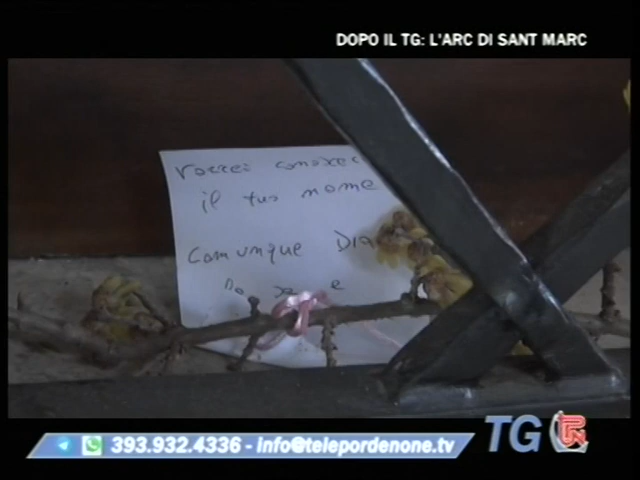 DOPO IL TG: L'ARC DI SANT MARC
Vorrei
il tuo nome
Comunque
393.932.4336 - info@telepordenone.tv
TG